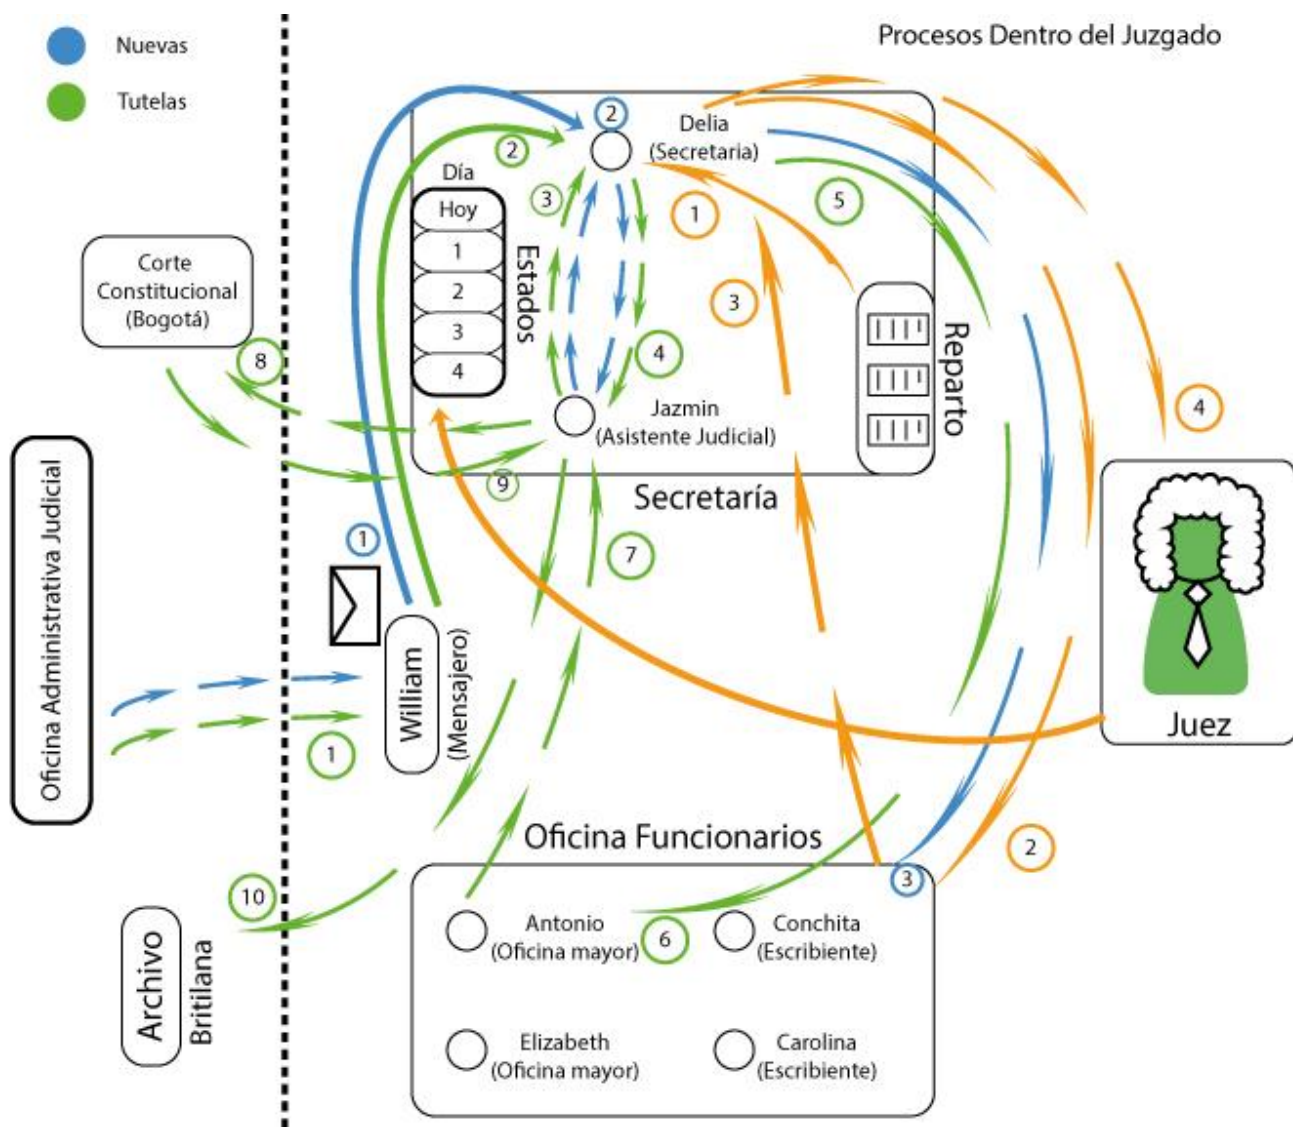 Nuevas
Tutelas
Procesos Dentro del Juzgado
2
Delia
(Secretaria)
2
Día
3
5
1
Hoy
1
2
3
4
Estados
Corte
Constitucional
(Bogotá)
8
3
4
Reparto
4
Jazmin
(Asistente Judicial)
9
Secretaría
Oficina Administrativa Judicial
1
7
William
(Mensajero)
1
Juez
Oficina Funcionarios
2
3
10
Archivo
Britilana
Antonio
(Oficina mayor)
6
Conchita
(Escribiente)
Elizabeth
(Oficina mayor)
Carolina
(Escribiente)